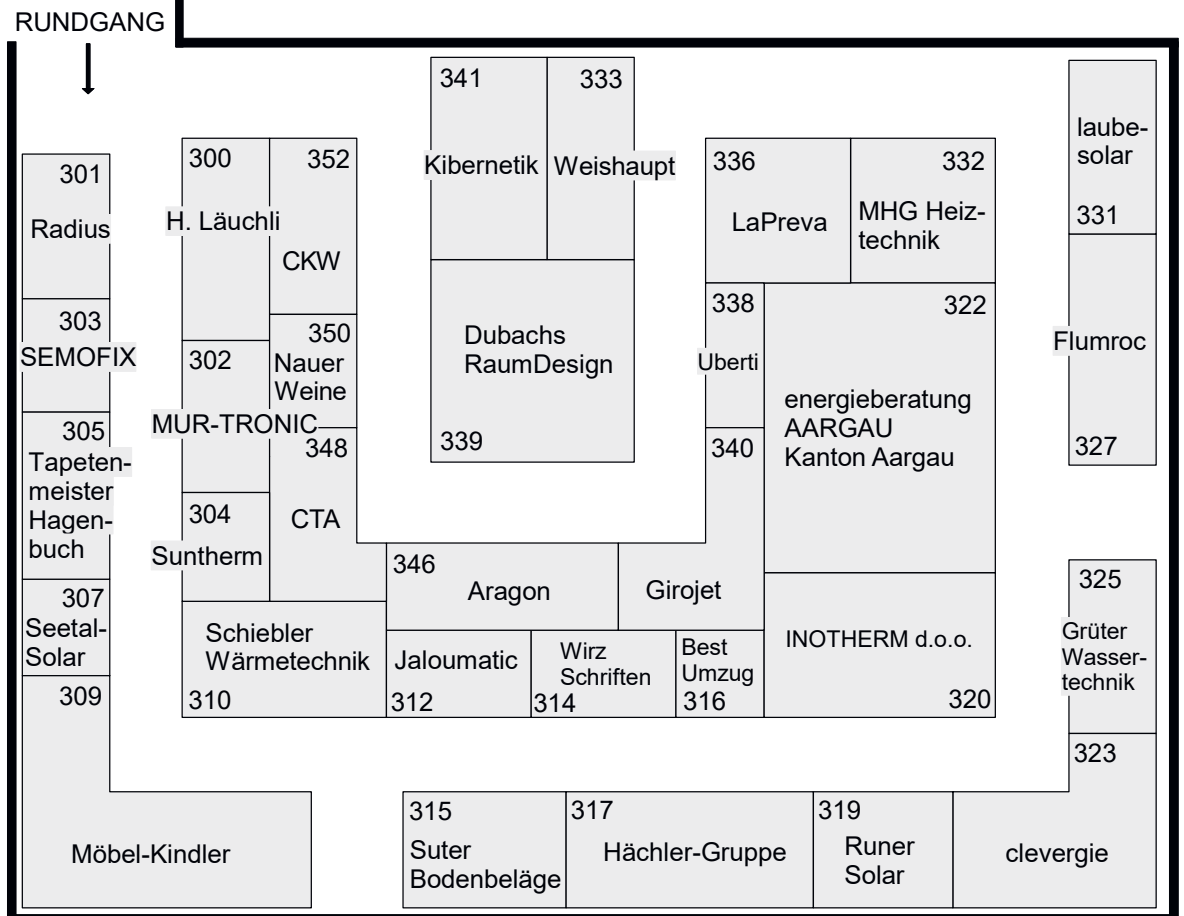 RUNDGANG
301
Radius
303
SEMOFIX
305
Tapeten-
meister
Hagen-
buch
307
Seetal-
Solar
309
Möbel-Kindler
300
H. Läuchli
302
MUR-TRONIC
304
Suntherm
352
CKW
350
Nauer
Weine
348
CTA
Schiebler
Wärmetechnik
310
341
Kibernetik
333
Weishaupt
Dubachs
RaumDesign
339
346
Aragon
Girojet
340
Jaloumatic
312
Wirz
Schriften
314
Best
Umzug
316
336
LaPreva
332
MHG Heiz-
technik
338
Uberti
322
energieberatung
AARGAU
Kanton Aargau
INOTHERM d.o.o.
320
laube-
solar
331
Flumroc
327
325
Grüter
Wasser-
technik
323
clevergie
315
Suter
Bodenbeläge
317
Hächler-Gruppe
319
Runer
Solar